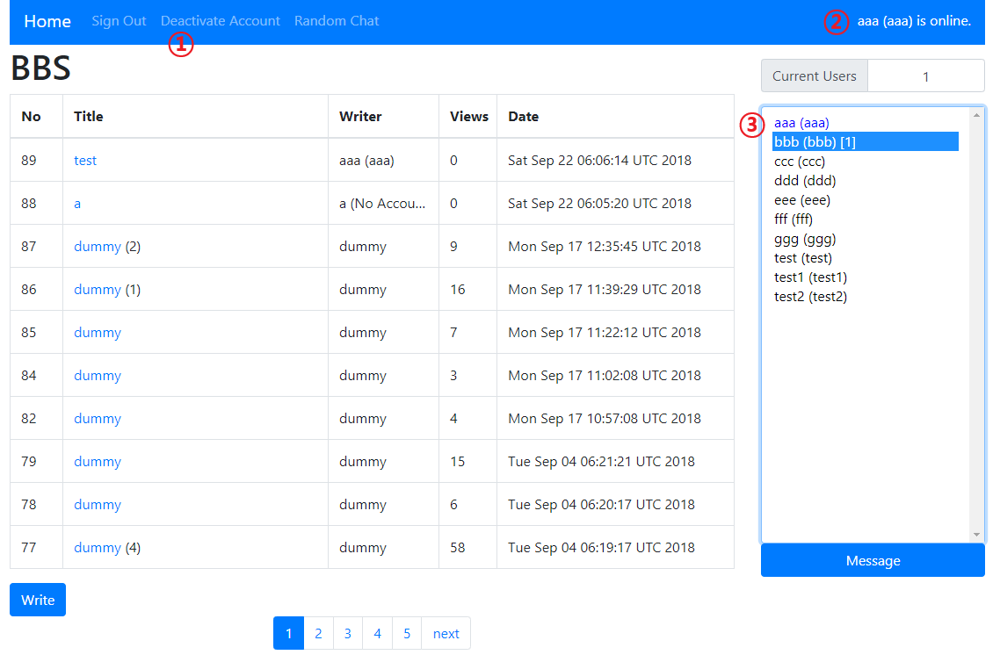 Home Sign Out Deactivate Account Random Chat ② aaa (aaa) is online.
①
BBS
Current Users 1
No Title Writer Views Date
③ aaa (aaa)
bbb (bbb) [1]
ccc (ccc)
ddd (ddd)
eee (eee)
fff (fff)
ggg (ggg)
test (test)
test1 (test1)
test2 (test2)
89 test aaa (aaa) 0 Sat Sep 22 06:06:14 UTC 2018
88 a a (No Accou... 0 Sat Sep 22 06:05:20 UTC 2018
87 dummy (2) dummy 9 Mon Sep 17 12:35:45 UTC 2018
86 dummy (1) dummy 16 Mon Sep 17 11:39:29 UTC 2018
85 dummy dummy 7 Mon Sep 17 11:22:12 UTC 2018
84 dummy dummy 3 Mon Sep 17 11:02:08 UTC 2018
82 dummy dummy 4 Mon Sep 17 10:57:08 UTC 2018
79 dummy dummy 15 Tue Sep 04 06:21:21 UTC 2018
78 dummy dummy 6 Tue Sep 04 06:20:17 UTC 2018
77 dummy (4) dummy 58 Tue Sep 04 06:19:17 UTC 2018
Message
Write
1 2 3 4 5 next